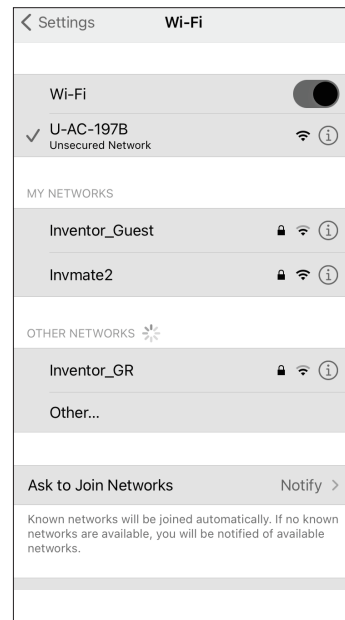 Settings Wi-Fi
Wi-Fi
U-AC-197B
Unsecured Network
MY NETWORKS
Inventor_Guest
Invmate2
OTHER NETWORKS
Inventor_GR
Other...
Ask to Join Networks Notify
Known networks will be joined automatically. If no known
networks are available, you will be notified of available
networks.